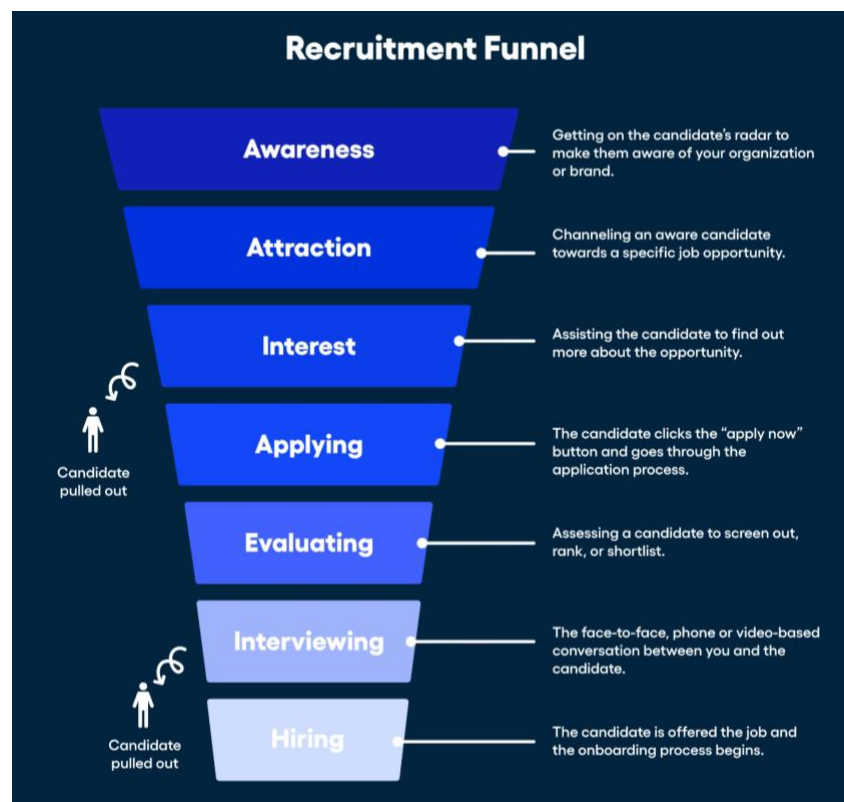 Recruitment Funnel
Awareness
Getting on the candidate’s radar to
make them aware of your organization
or brand.
Attraction
Channeling an aware candidate
towards a specific job opportunity.
Interest
Assisting the candidate to find out
more about the opportunity.
Candidate
pulled out
Applying
The candidate clicks the “apply now”
button and goes through the
application process.
Evaluating
Assessing a candidate to screen out,
rank, or shortlist.
Interviewing
The face-to-face, phone or video-based
conversation between you and the
candidate.
Candidate
pulled out
Hiring
The candidate is offered the job and
the onboarding process begins.